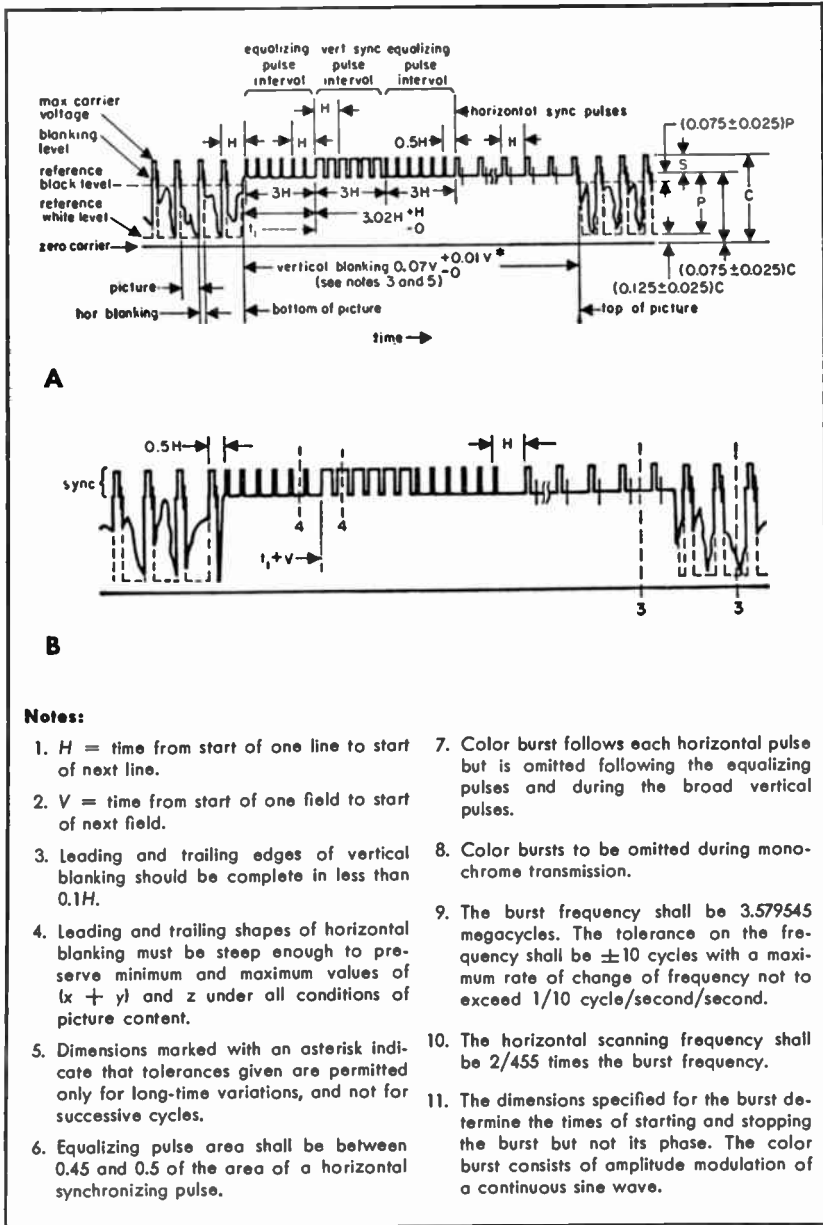 equalizing vert sync equalizing
pulse pulse pulse
interval interval interval
max carrier
voltage
blanking
level
reference
black level
reference
white level
zero carrier
H
H
H
0.5H
horizontal sync pulses
H
(0.075±0.025)P
S
C
P
3H
3H
3H
t₁
3.02H +H -0
vertical blanking 0.07V +0.01V* -0
(see notes 3 and 5)
(0.075±0.025)C
(0.125±0.025)C
picture
hor blanking
bottom of picture
top of picture
time
A
0.5H
H
sync
4
4
t₁+V
3
3
B
Notes:
1. H = time from start of one line to start
of next line.
2. V = time from start of one field to start
of next field.
3. Leading and trailing edges of vertical
blanking should be complete in less than
0.1H.
4. Leading and trailing shapes of horizontal
blanking must be steep enough to pre-
serve minimum and maximum values of
(x + y) and z under all conditions of
picture content.
5. Dimensions marked with an asterisk indi-
cate that tolerances given are permitted
only for long-time variations, and not for
successive cycles.
6. Equalizing pulse area shall be between
0.45 and 0.5 of the area of a horizontal
synchronizing pulse.
7. Color burst follows each horizontal pulse
but is omitted following the equalizing
pulses and during the broad vertical
pulses.
8. Color bursts to be omitted during mono-
chrome transmission.
9. The burst frequency shall be 3.579545
megacycles. The tolerance on the fre-
quency shall be ±10 cycles with a maxi-
mum rate of change of frequency not to
exceed 1/10 cycle/second/second.
10. The horizontal scanning frequency shall
be 2/455 times the burst frequency.
11. The dimensions specified for the burst de-
termine the times of starting and stopping
the burst but not its phase. The color
burst consists of amplitude modulation of
a continuous sine wave.